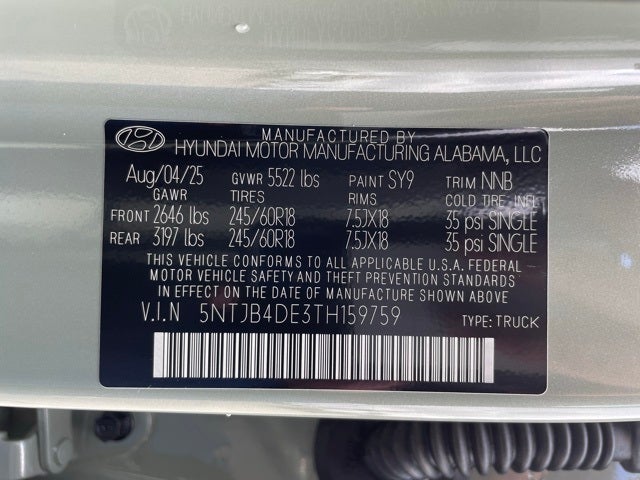 MANUFACTURED BY
HYUNDAI MOTOR MANUFACTURING ALABAMA, LLC
Aug/04/25 GVWR 5522 lbs PAINT SY9 TRIM NNB
GAWR TIRES RIMS COLD TIRE INF.
FRONT 2646 lbs 245/60R18 7.5JX18 35 psi SINGLE
REAR 3197 lbs 245/60R18 7.5JX18 35 psi SINGLE
THIS VEHICLE CONFORMS TO ALL APPLICABLE U.S.A. FEDERAL
MOTOR VEHICLE SAFETY AND THEFT PREVENTION STANDARDS
IN EFFECT ON THE DATE OF MANUFACTURE SHOWN ABOVE
V.I.N 5NTJB4DE3TH159759 TYPE: TRUCK